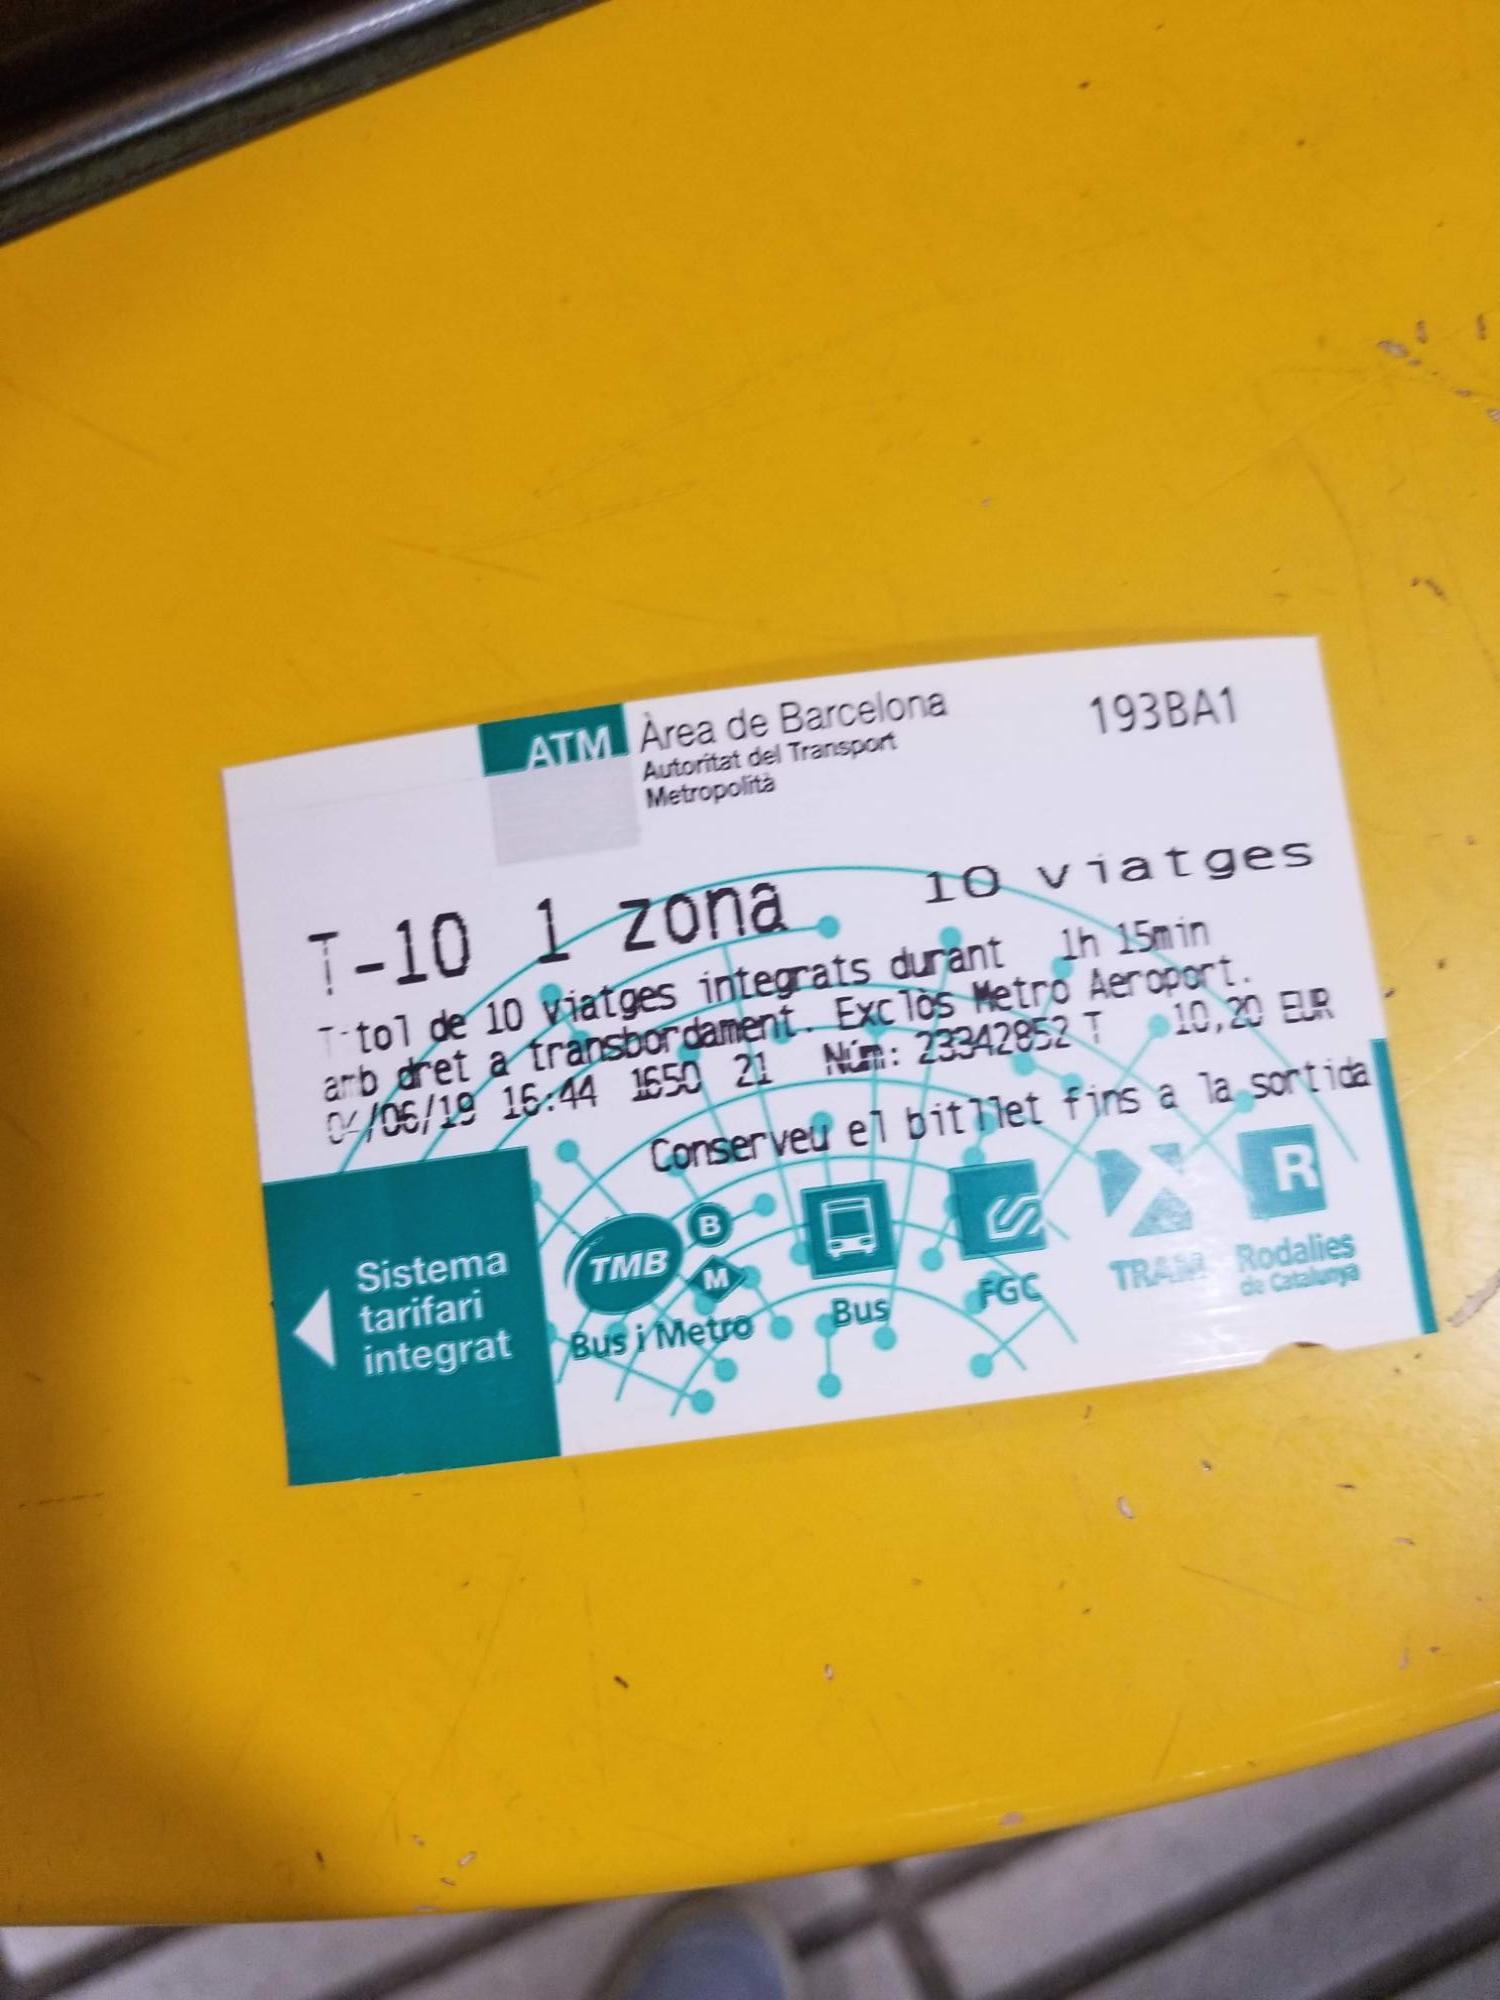 ATM Àrea de Barcelona
193BA1
Autoritat del Transport
Metropolità
T-10 1 zona 10 viatges
de 10 viatges integrats durant 1h 15min
amb dret a transbordament. Exclòs Metro Aeroport.
/06/19 16:44 1650 21 Núm: 23342852 T 10,20 EUR
Conserveu el bitllet fins a la sortida
Sistema
tarifari
integrat
TMB B
M
R
Bus i Metro
Bus
FGC
TRAM
Rodalies
de Catalunya